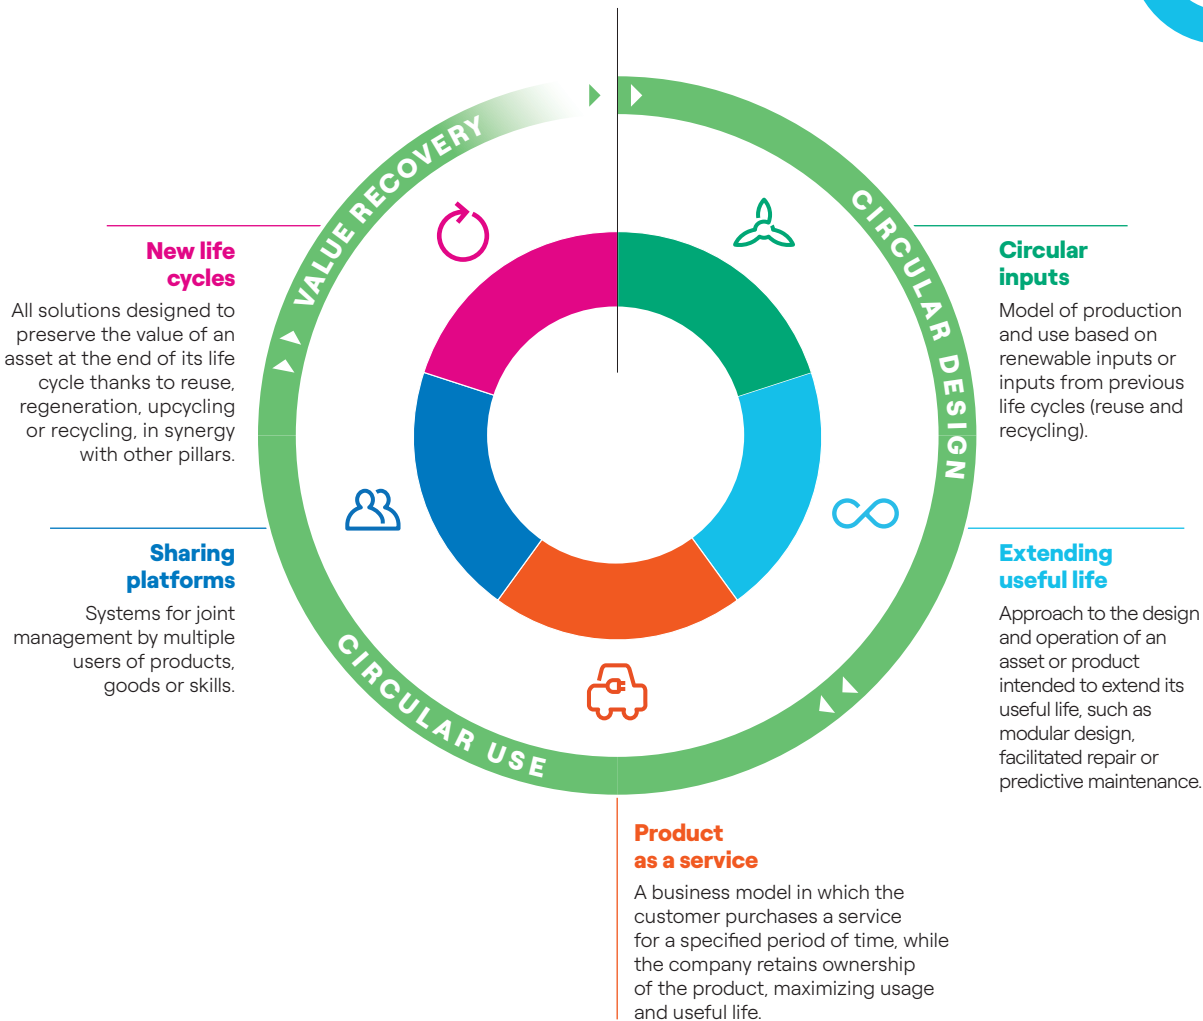 VALUE RECOVERY
CIRCULAR DESIGN
CIRCULAR USE
New life
cycles
All solutions designed to
preserve the value of an
asset at the end of its life
cycle thanks to reuse,
regeneration, upcycling
or recycling, in synergy
with other pillars.
Circular
inputs
Model of production
and use based on
renewable inputs or
inputs from previous
life cycles (reuse and
recycling).
Sharing
platforms
Systems for joint
management by multiple
users of products,
goods or skills.
Extending
useful life
Approach to the design
and operation of an
asset or product
intended to extend its
useful life, such as
modular design,
facilitated repair or
predictive maintenance.
Product
as a service
A business model in which the
customer purchases a service
for a specified period of time, while
the company retains ownership
of the product, maximizing usage
and useful life.